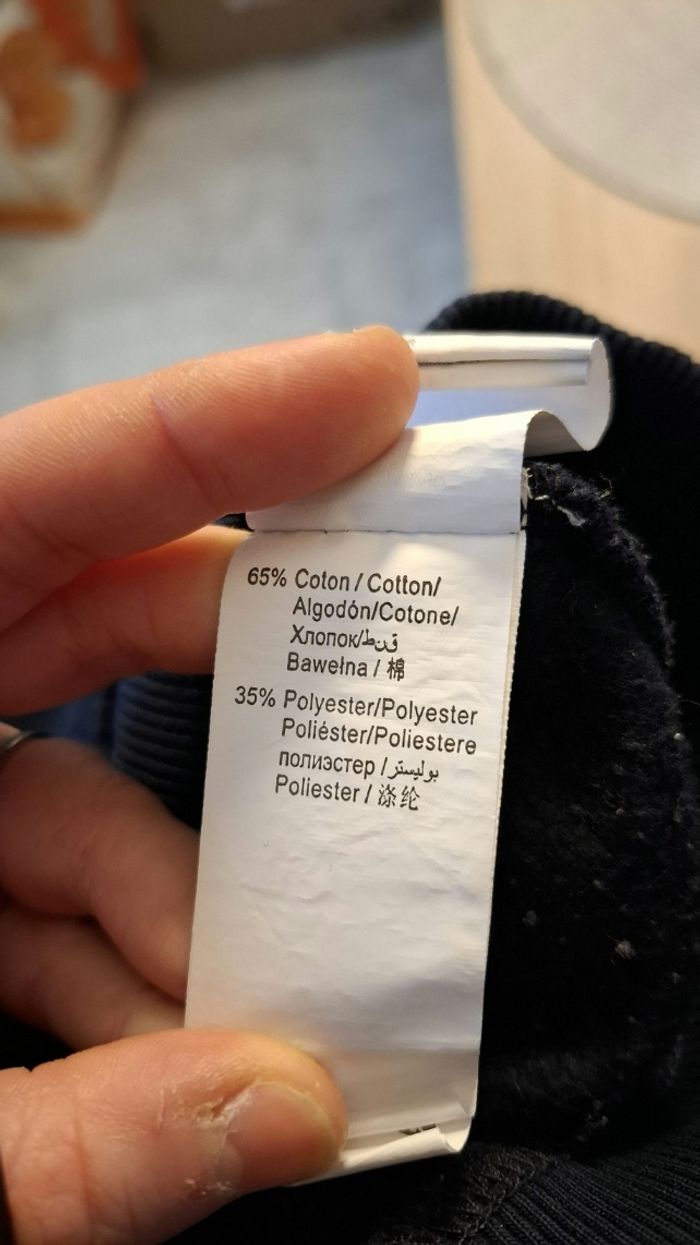 65% Coton / Cotton/
Algodón/Cotone/
Хлопок/قطن
Bawełna / 棉
35% Polyester/Polyester
Poliéster/Poliestere
полиэстер /بوليستر
Poliester / 涤纶